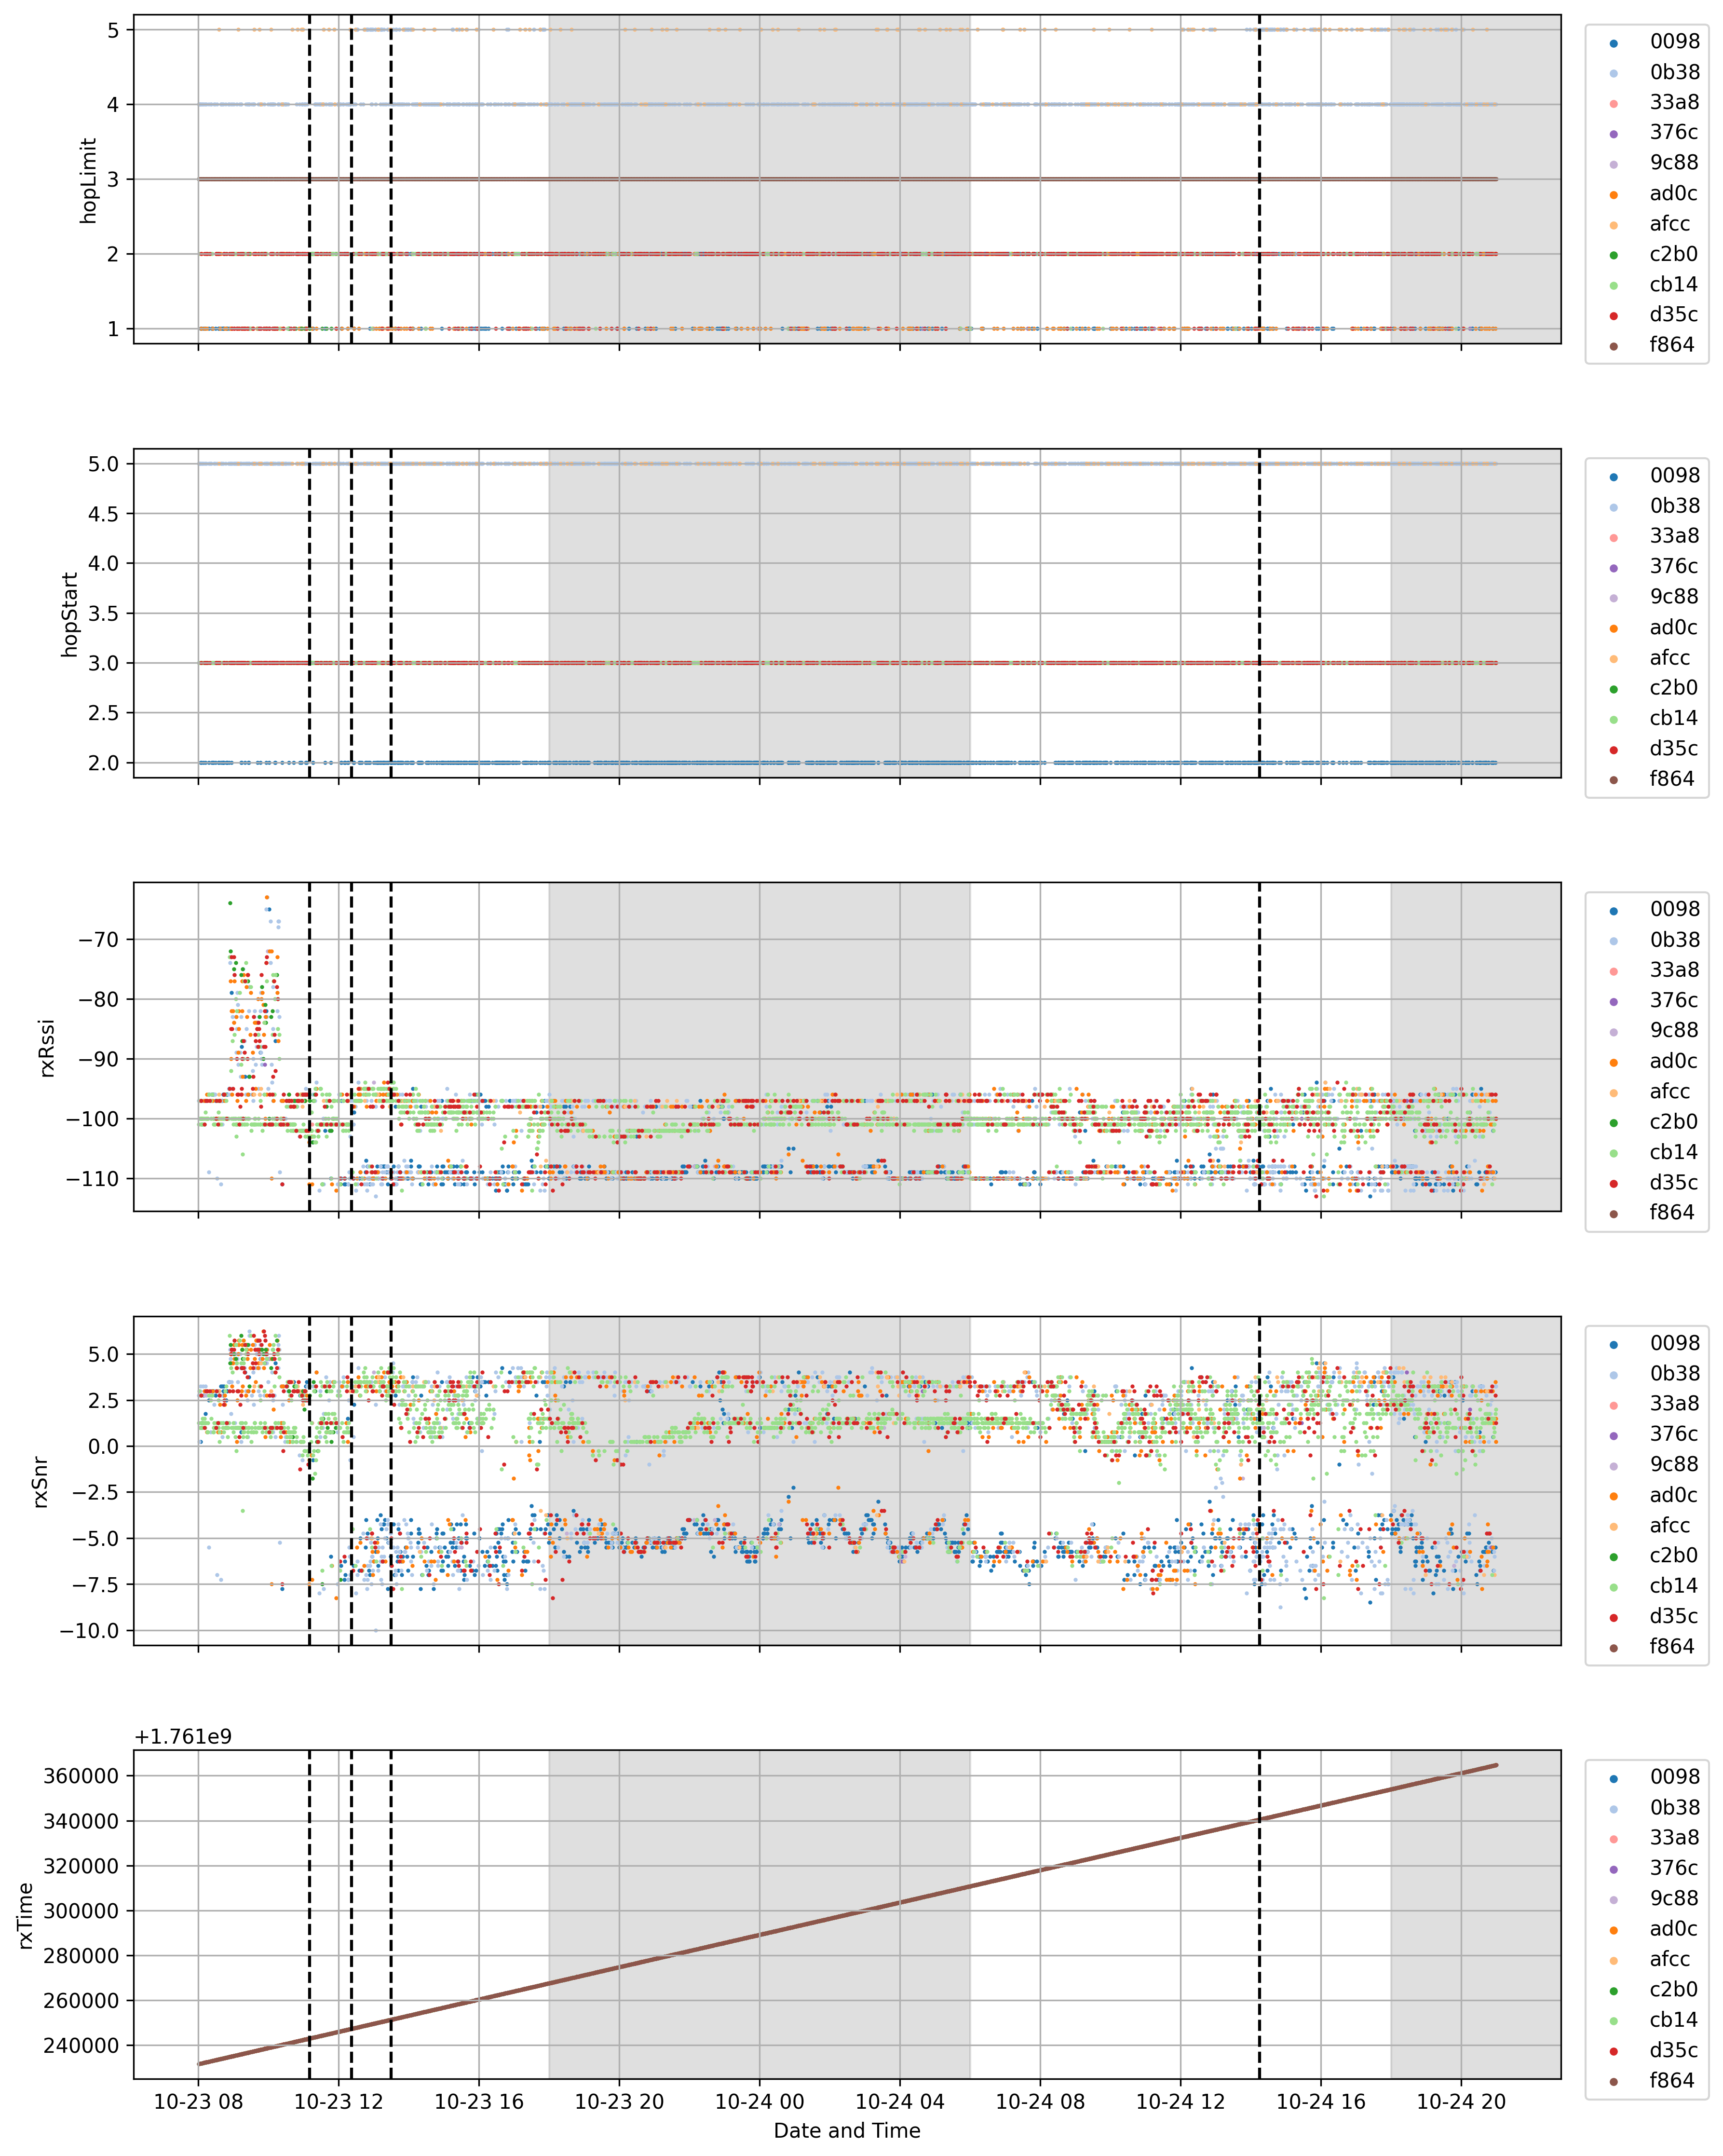 5
4
3
2
1
hopLimit
0098
0b38
33a8
376c
9c88
ad0c
afcc
c2b0
cb14
d35c
f864
5.0
4.5
4.0
3.5
3.0
2.5
2.0
hopStart
0098
0b38
33a8
376c
9c88
ad0c
afcc
c2b0
cb14
d35c
f864
−70
−80
−90
−100
−110
rxRssi
0098
0b38
33a8
376c
9c88
ad0c
afcc
c2b0
cb14
d35c
f864
5.0
2.5
0.0
−2.5
−5.0
−7.5
−10.0
rxSnr
0098
0b38
33a8
376c
9c88
ad0c
afcc
c2b0
cb14
d35c
f864
+1.761e9
360000
340000
320000
300000
280000
260000
240000
rxTime
0098
0b38
33a8
376c
9c88
ad0c
afcc
c2b0
cb14
d35c
f864
10-23 08 10-23 12 10-23 16 10-23 20 10-24 00 10-24 04 10-24 08 10-24 12 10-24 16 10-24 20
Date and Time